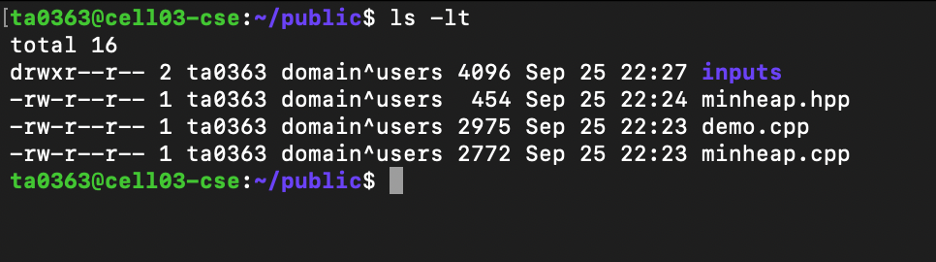 [ta0363@cell03-cse:~/public$ ls -lt
total 16
drwxr--r-- 2 ta0363 domain^users 4096 Sep 25 22:27 inputs
-rw-r--r-- 1 ta0363 domain^users  454 Sep 25 22:24 minheap.hpp
-rw-r--r-- 1 ta0363 domain^users 2975 Sep 25 22:23 demo.cpp
-rw-r--r-- 1 ta0363 domain^users 2772 Sep 25 22:23 minheap.cpp
ta0363@cell03-cse:~/public$